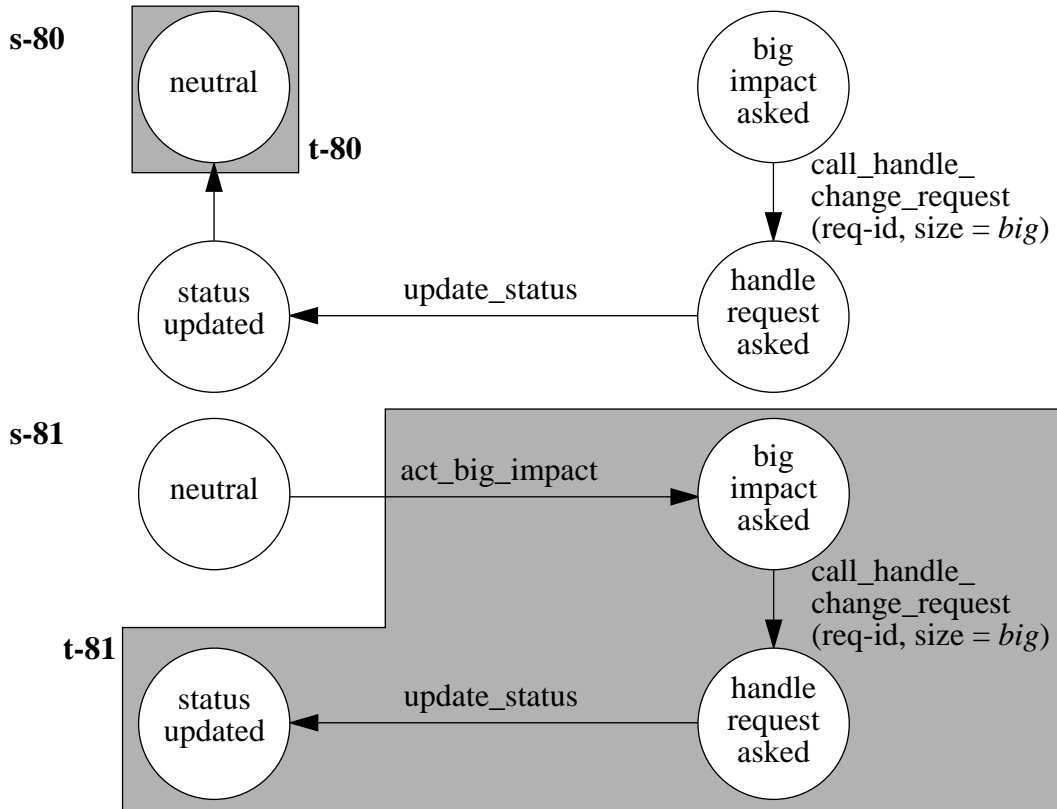 s-80
neutral
big
impact
asked
t-80
call_handle_
change_request
(req-id, size = big)
status
updated
update_status
handle
request
asked
s-81
neutral
act_big_impact
big
impact
asked
call_handle_
change_request
(req-id, size = big)
t-81
status
updated
update_status
handle
request
asked